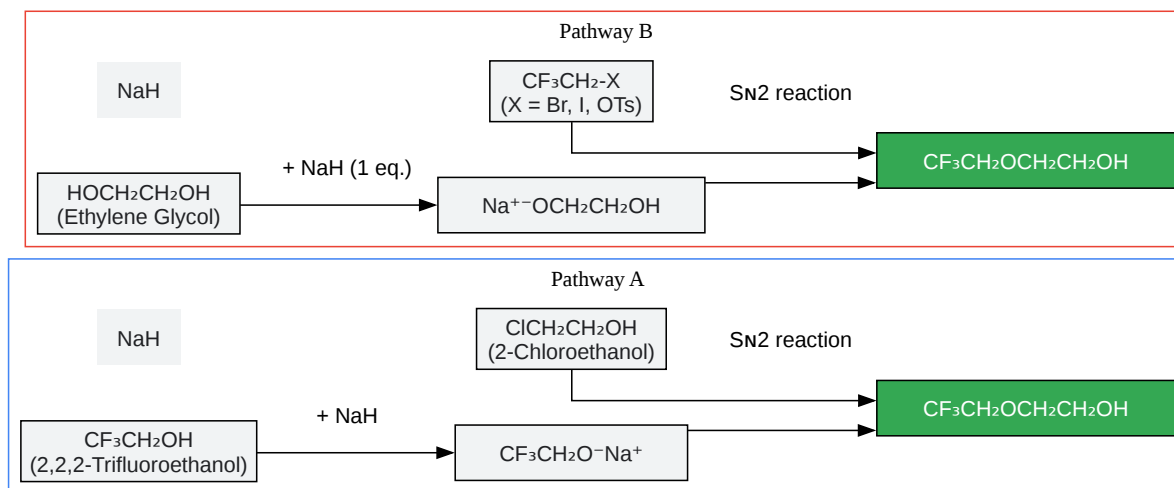 Pathway B
NaH
CF₃CH₂-X
(X = Br, I, OTs)
Sɴ2 reaction
+ NaH (1 eq.)
CF₃CH₂OCH₂CH₂OH
HOCH₂CH₂OH
(Ethylene Glycol)
Na⁺⁻OCH₂CH₂OH
Pathway A
NaH
ClCH₂CH₂OH
(2-Chloroethanol)
Sɴ2 reaction
+ NaH
CF₃CH₂OCH₂CH₂OH
CF₃CH₂OH
(2,2,2-Trifluoroethanol)
CF₃CH₂O⁻Na⁺